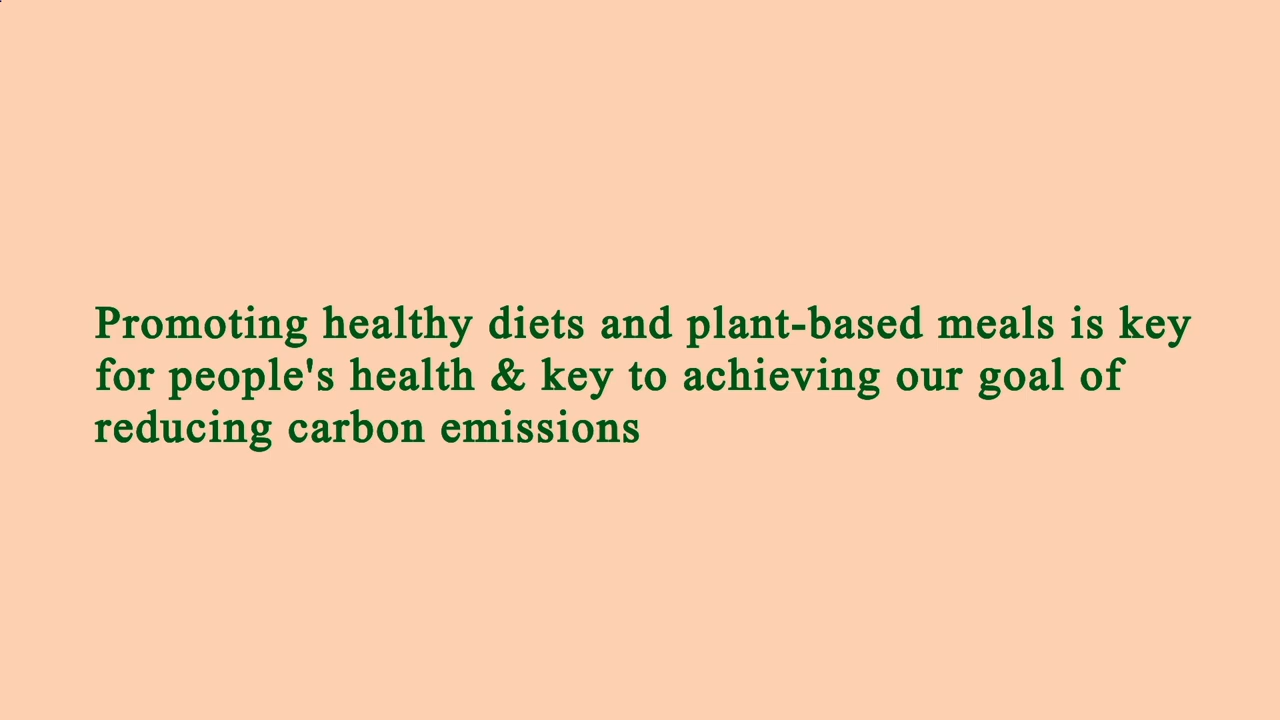 Promoting healthy diets and plant-based meals is key
for people's health & key to achieving our goal of
reducing carbon emissions